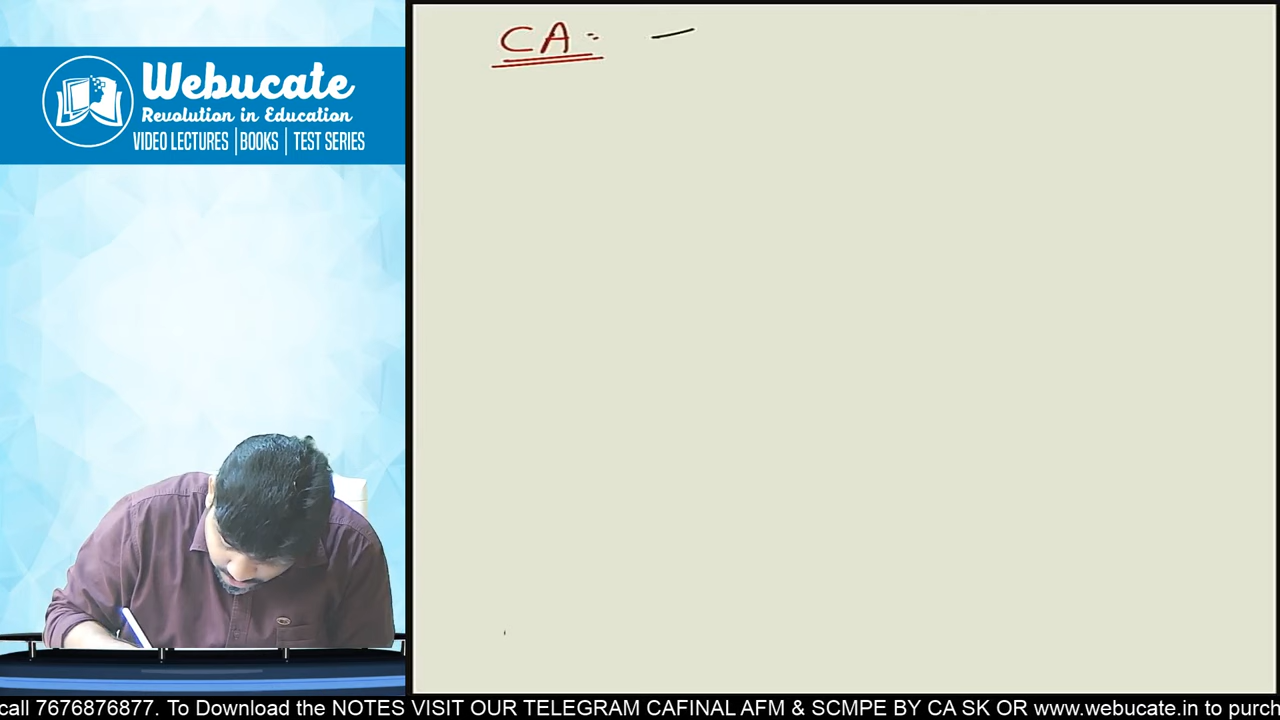 CA:-
Webucate
Revolution in Education
VIDEO LECTURES | BOOKS | TEST SERIES
call 7676876877. To Download the NOTES VISIT OUR TELEGRAM CAFINAL AFM & SCMPE BY CA SK OR www.webucate.in to purch